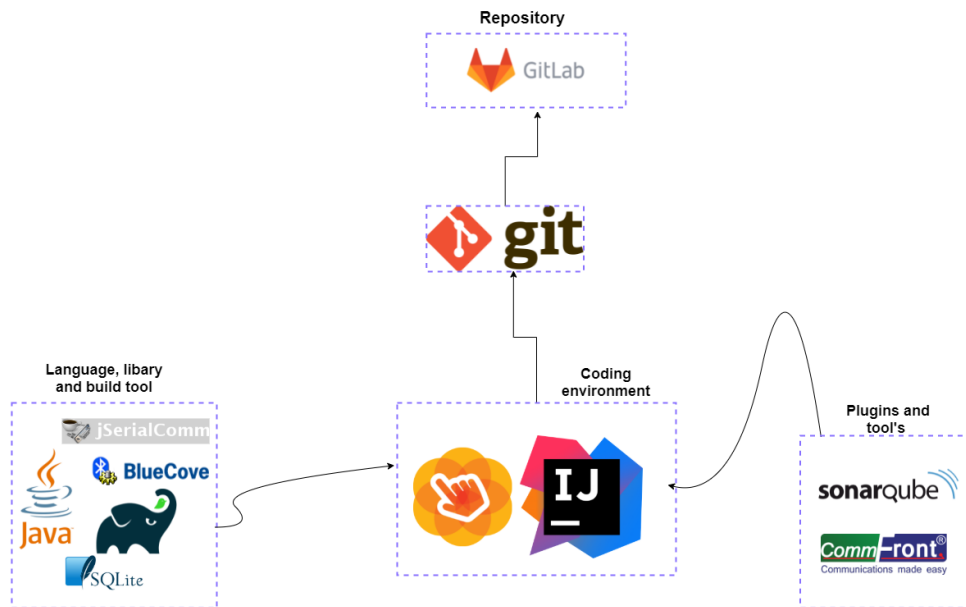 Repository
GitLab
git
Language, libary
and build tool
jSerialComm
BlueCove
Java
SQLite
Coding
environment
IJ
Plugins and
tool's
sonarqube
CommFront®
Communications made easy